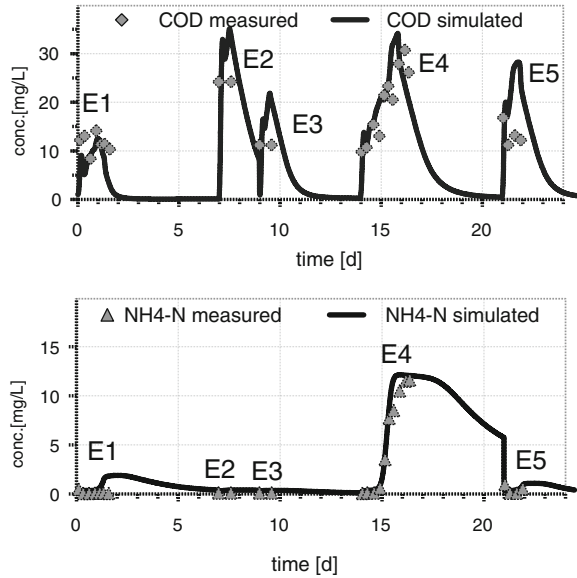 COD measured COD simulated
conc.[mg/L]
30
20
10
0
E1
E2
E3
E4
E5
0 5 10 15 20
time [d]
NH4-N measured NH4-N simulated
conc.[mg/L]
15
10
5
0
E1
E2
E3
E4
E5
0 5 10 15 20
time [d]